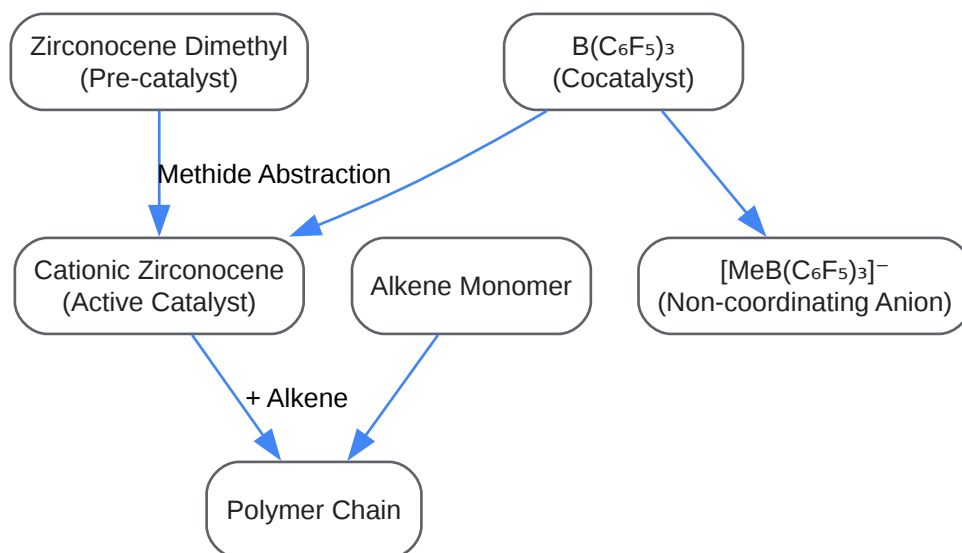 Zirconocene Dimethyl
(Pre-catalyst)
B(C₆F₅)₃
(Cocatalyst)
Methide Abstraction
Cationic Zirconocene
(Active Catalyst)
Alkene Monomer
[MeB(C₆F₅)₃]⁻
(Non-coordinating Anion)
+ Alkene
Polymer Chain